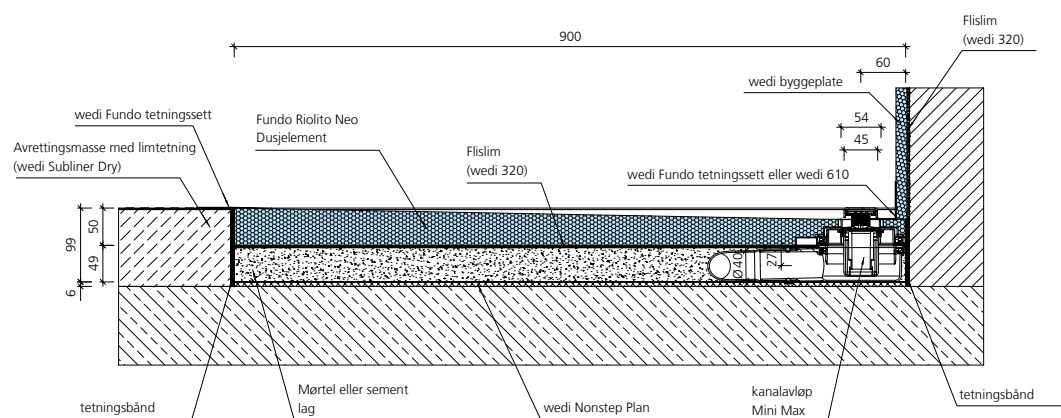 Flislim
(wedi 320)
900
60
wedi byggeplate
wedi Fundo tetningssett
Fundo Riolito Neo
Dusjelement
54
Avrettingsmasse med limtetning
(wedi Subliner Dry)
45
Flislim
(wedi 320)
wedi Fundo tetningssett eller wedi 610
99
50
49
6
Ø40
27
Mørtel eller sement
lag
kanalavløp
Mini Max
tetningsbånd
wedi Nonstep Plan
tetningsbånd